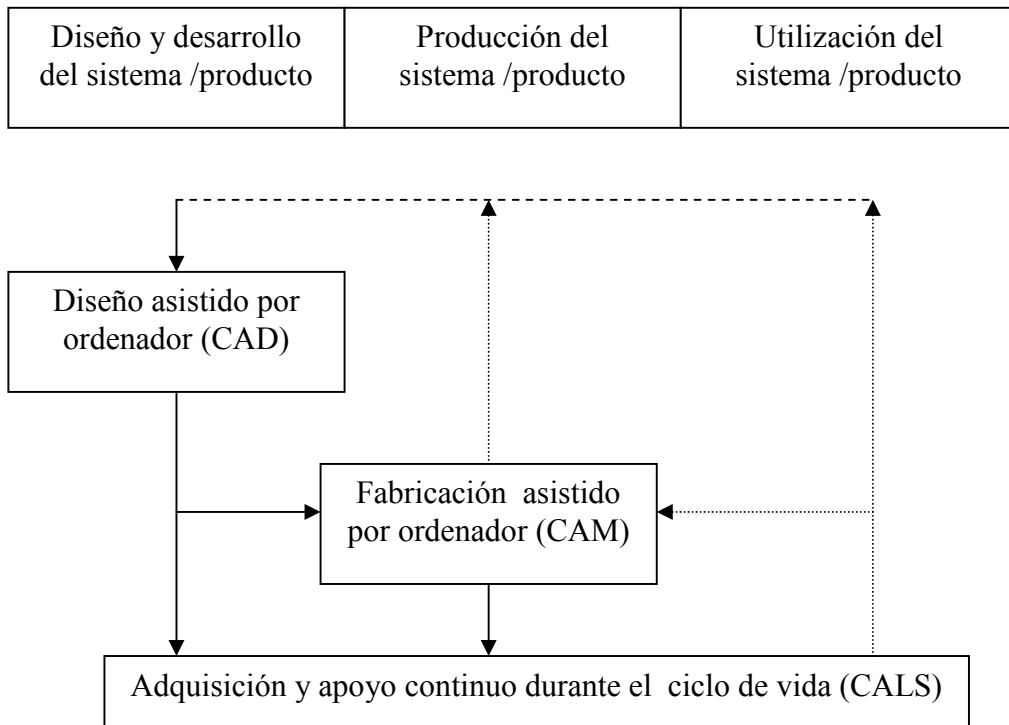 Diseño y desarrollo
del sistema /producto
Producción del
sistema /producto
Utilización del
sistema /producto
Diseño asistido por
ordenador (CAD)
Fabricación asistido
por ordenador (CAM)
Adquisición y apoyo continuo durante el ciclo de vida (CALS)